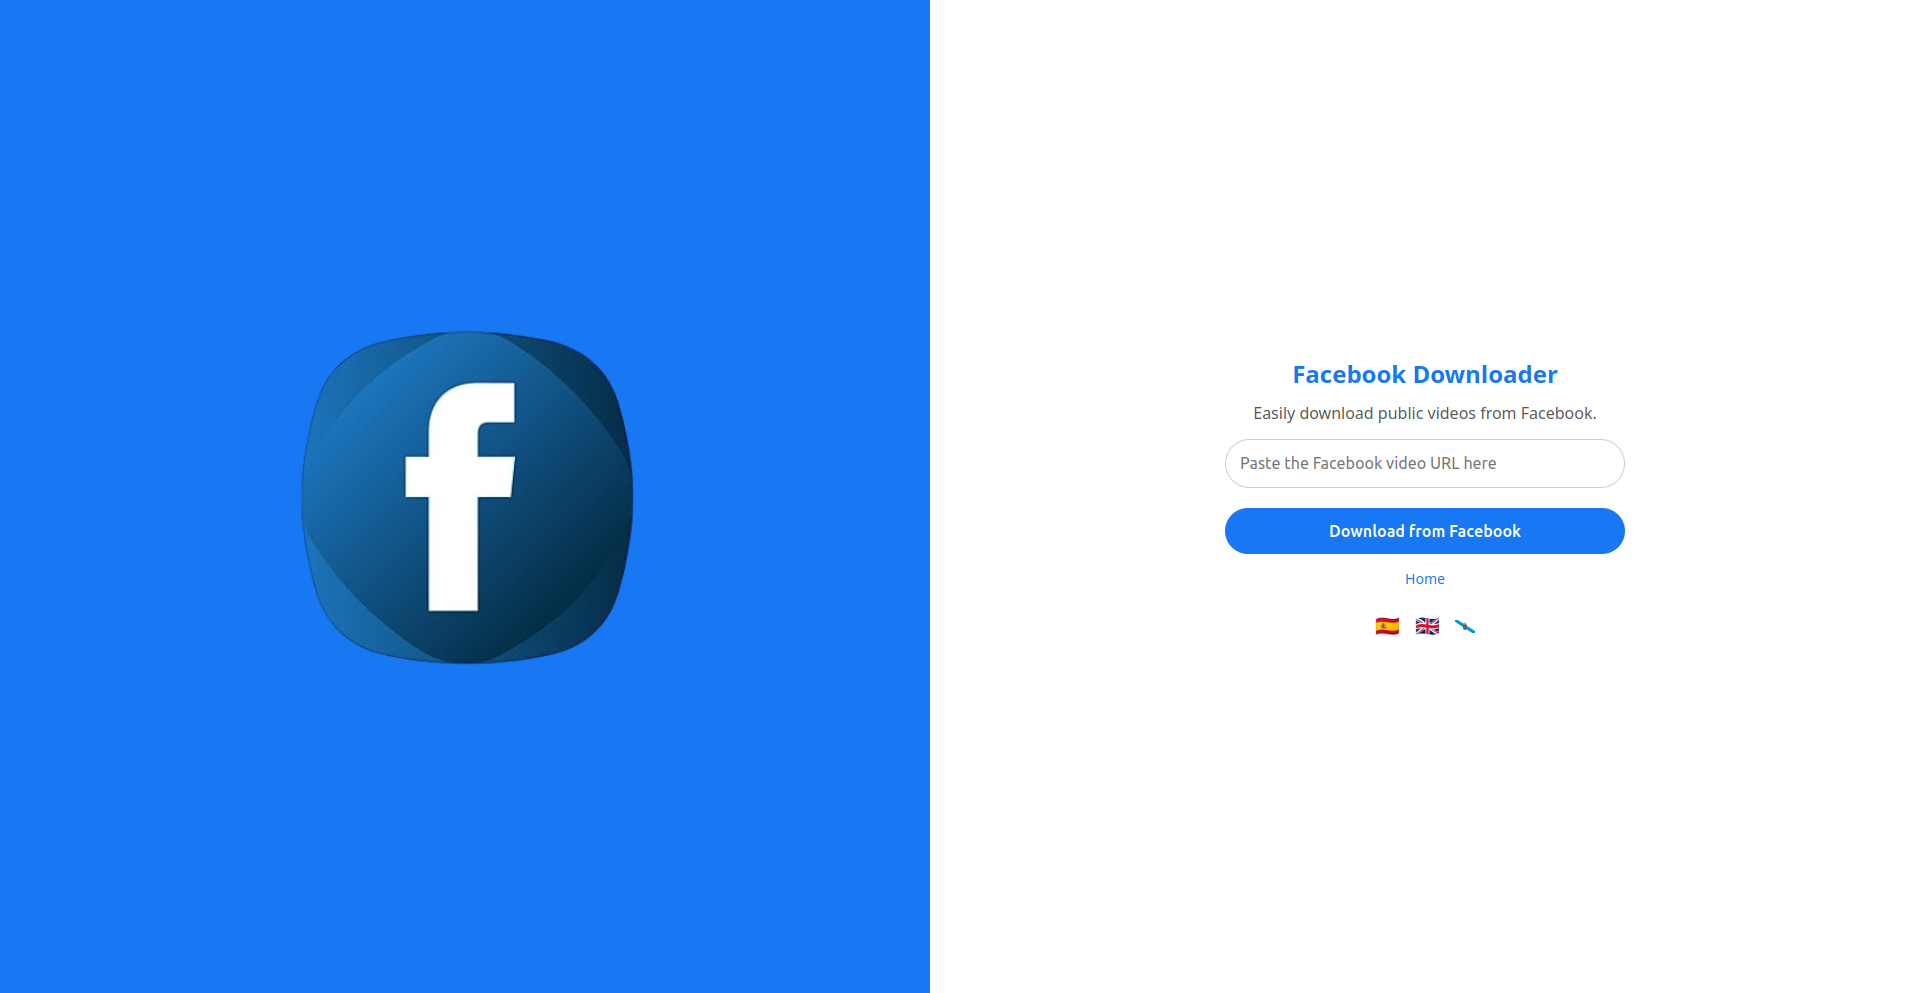 f
Facebook Downloader
Easily download public videos from Facebook.
Paste the Facebook video URL here
Download from Facebook
Home